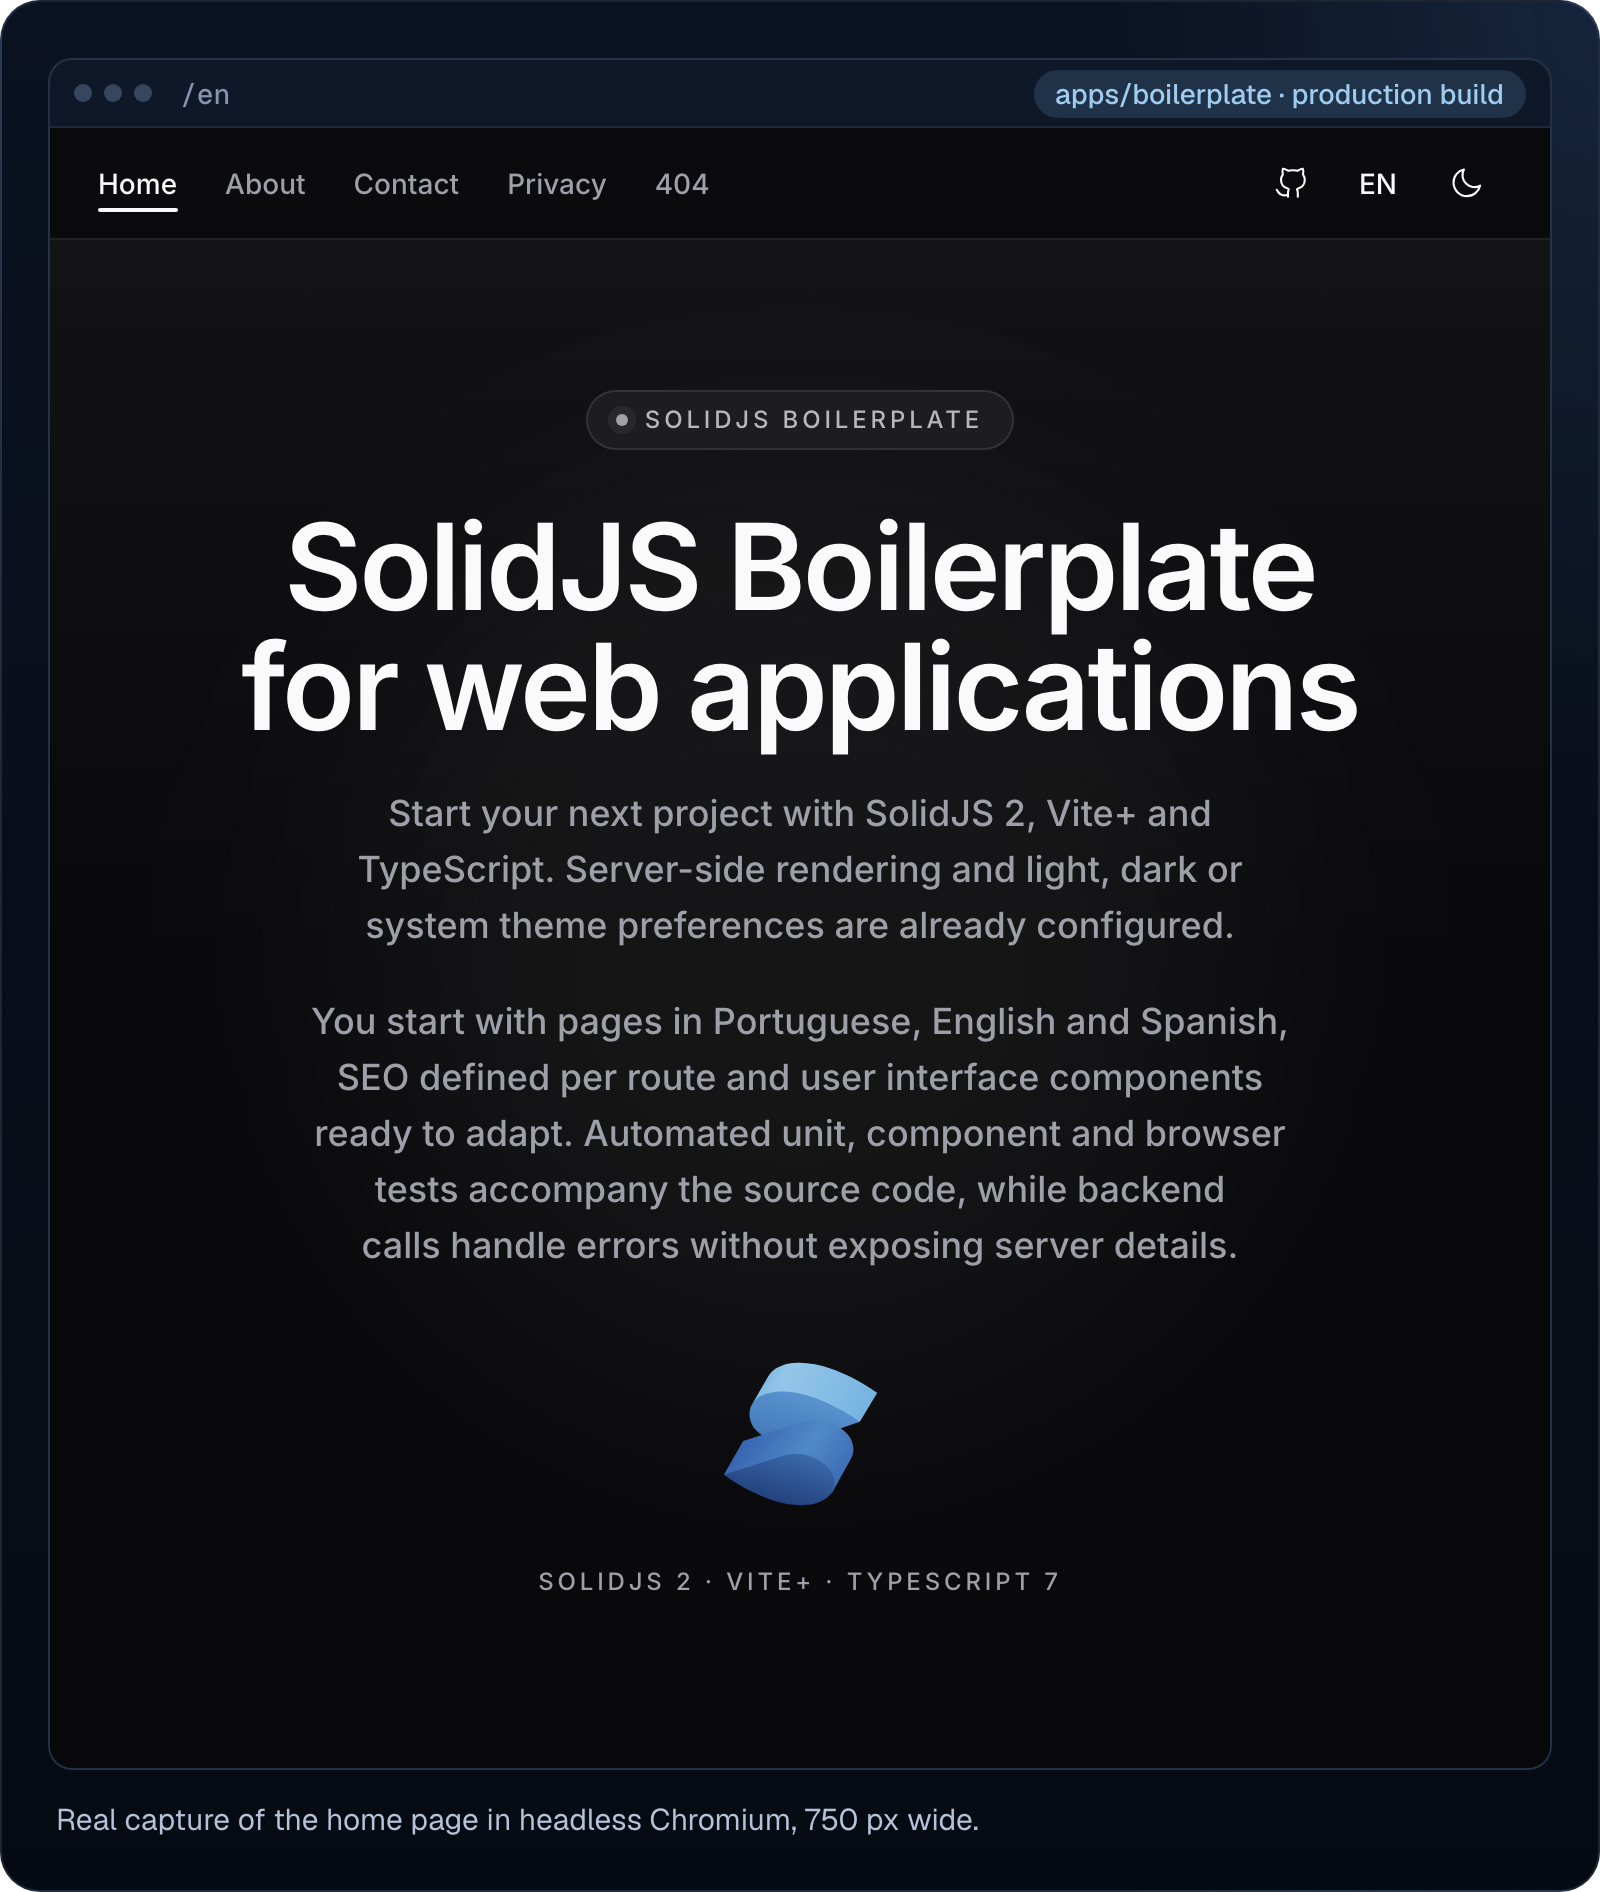 /en
apps/boilerplate · production build
Home About Contact Privacy 404 EN
SOLIDJS BOILERPLATE
SolidJS Boilerplate
for web applications
Start your next project with SolidJS 2, Vite+ and
TypeScript. Server-side rendering and light, dark or
system theme preferences are already configured.
You start with pages in Portuguese, English and Spanish,
SEO defined per route and user interface components
ready to adapt. Automated unit, component and browser
tests accompany the source code, while backend
calls handle errors without exposing server details.
SOLIDJS 2 · VITE+ · TYPESCRIPT 7
Real capture of the home page in headless Chromium, 750 px wide.